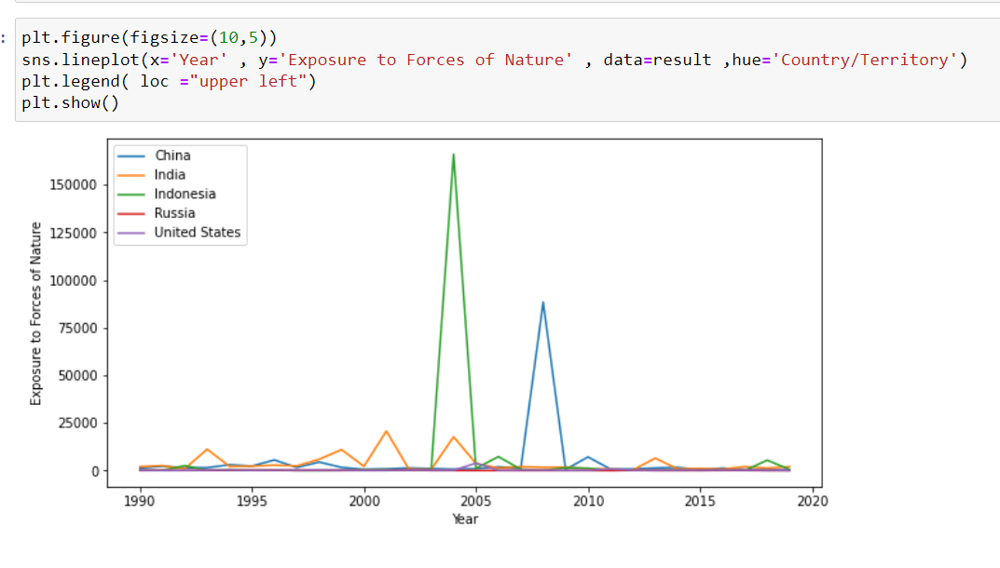 :
plt.figure(figsize=(10,5))
sns.lineplot(x='Year' , y='Exposure to Forces of Nature' , data=result ,hue='Country/Territory')
plt.legend( loc ="upper left")
plt.show()
China
India
Indonesia
Russia
United States
150000
125000
100000
75000
50000
25000
0
Exposure to Forces of Nature
1990 1995 2000 2005 2010 2015 2020
Year